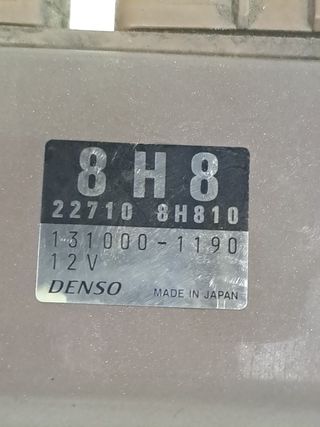 8H8
22710 8H810
131000-1190
12V
DENSO MADE IN JAPAN